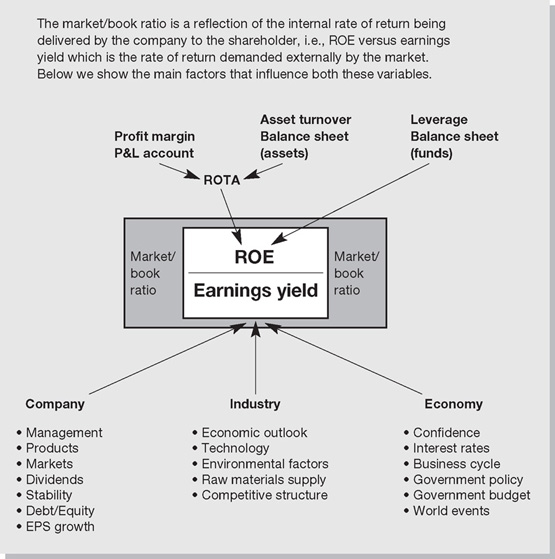 The market/book ratio is a reflection of the internal rate of return being
delivered by the company to the shareholder, i.e., ROE versus earnings
yield which is the rate of return demanded externally by the market.
Below we show the main factors that influence both these variables.
Profit margin
P&L account
Asset turnover
Balance sheet
(assets)
Leverage
Balance sheet
(funds)
ROTA
Market/
book
ratio
ROE
Earnings yield
Market/
book
ratio
Company
• Management
• Products
• Markets
• Dividends
• Stability
• Debt/Equity
• EPS growth
Industry
• Economic outlook
• Technology
• Environmental factors
• Raw materials supply
• Competitive structure
Economy
• Confidence
• Interest rates
• Business cycle
• Government policy
• Government budget
• World events